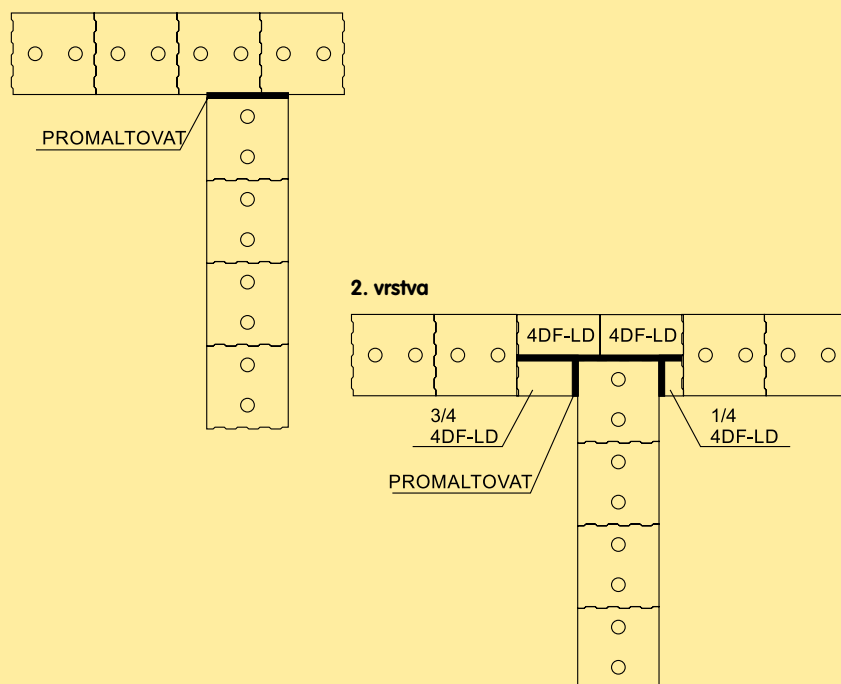 PROMALTOVAT
2. vrstva
4DF-LD 4DF-LD
3/4
4DF-LD
1/4
4DF-LD
PROMALTOVAT